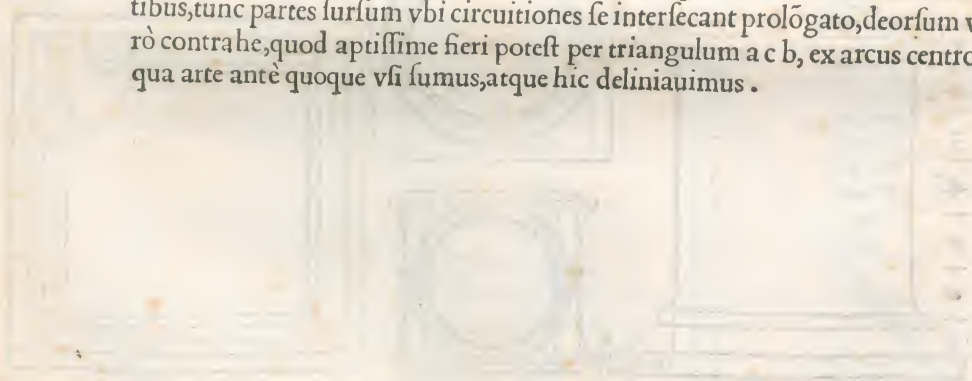 tibus,tunc partes ſurſum vbi circuitiones ſe interſecant prolõgato,deorſum v
rò contrahe,quod aptiſſime fieri poteſt per triangulum a c b, ex arcus centro
qua arte antè quoque vſi ſumus,atque hic deliniauimus .